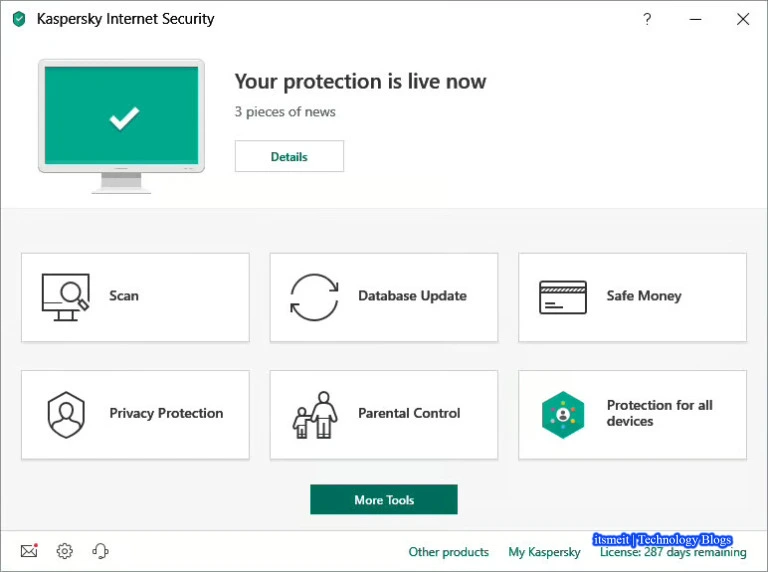 Kaspersky Internet Security
?
Your protection is live now
3 pieces of news
Details
Scan
Database Update
Safe Money
Privacy Protection
Parental Control
Protection for all
devices
More Tools
itsmeit | Technology Blogs
Other products
My Kaspersky
License: 287 days remaining